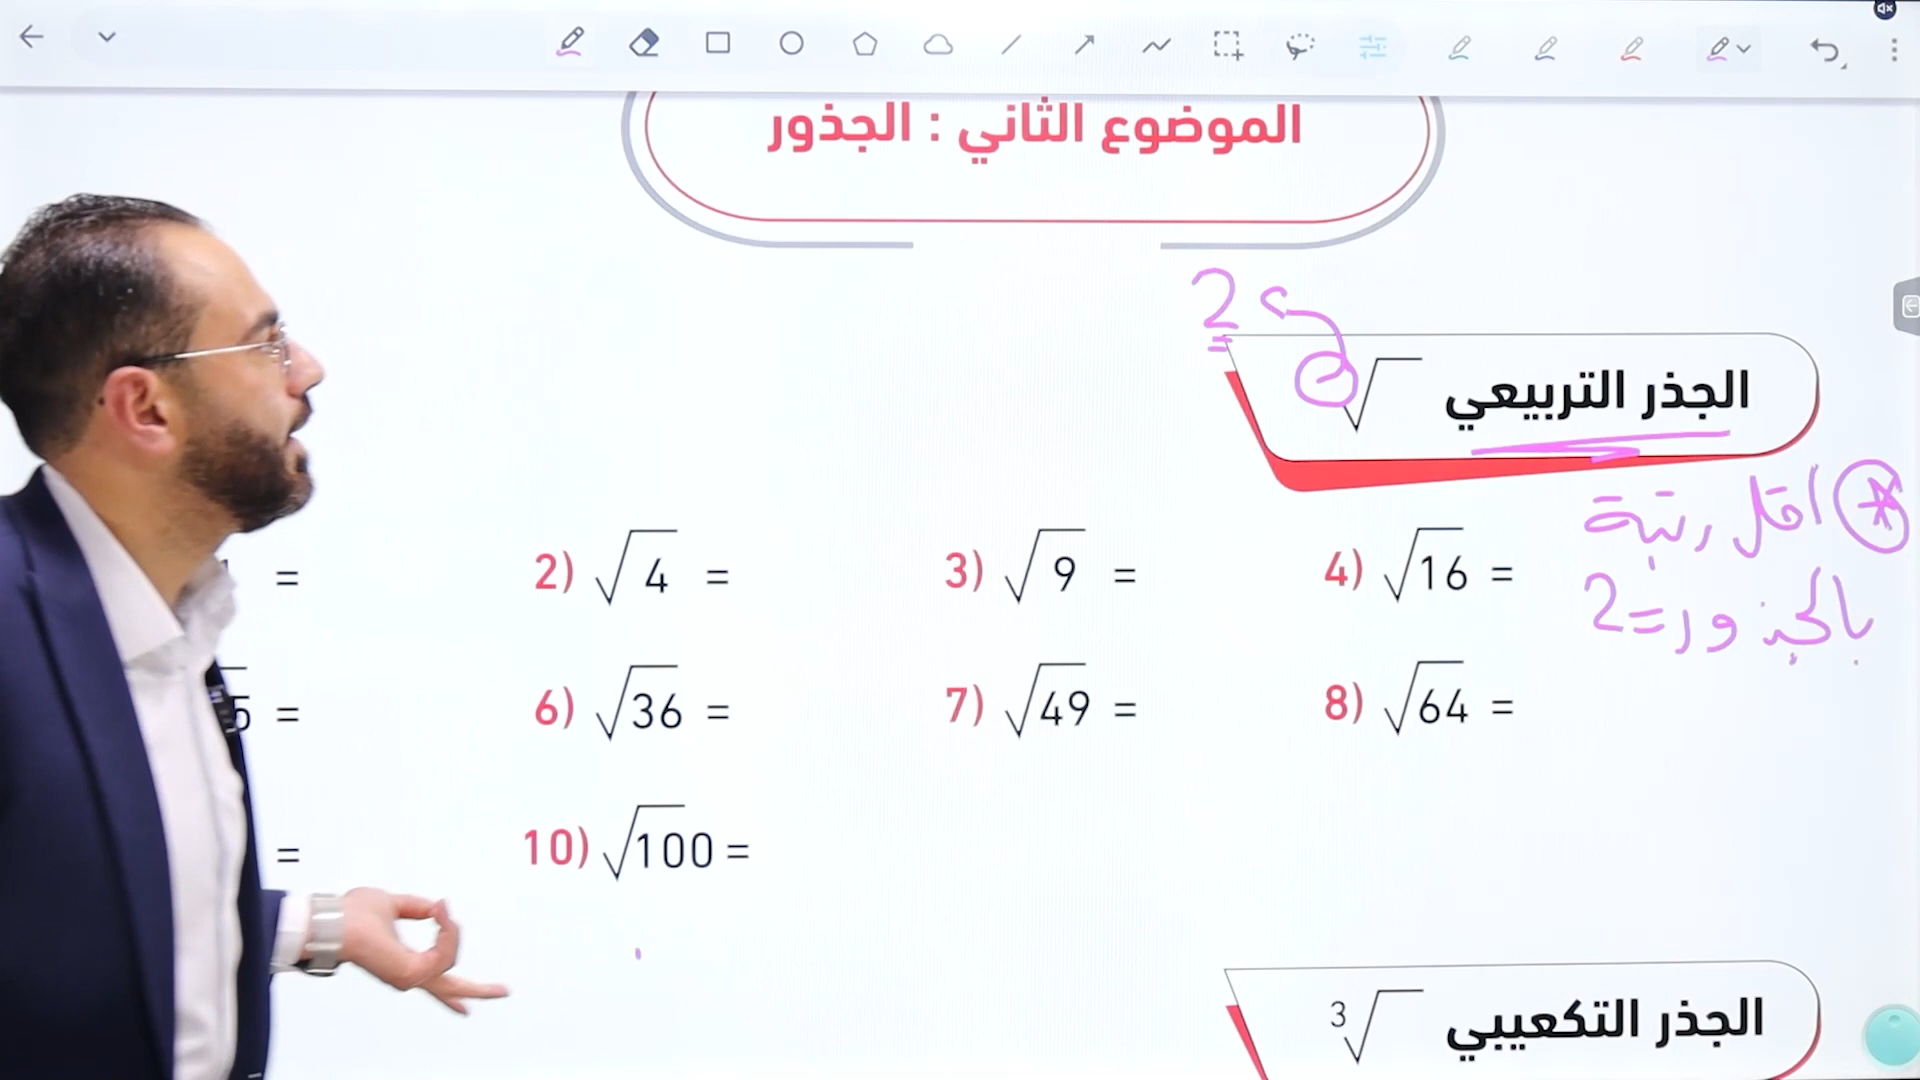 الموضوع الثاني : الجذور
2
الجذر التربيعي √
اقل رتبة
بالجذور = 2
=
2) √4 =
3) √9 =
4) √16 =
5 =
6) √36 =
7) √49 =
8) √64 =
=
10) √100 =
الجذر التكعيبي ∛